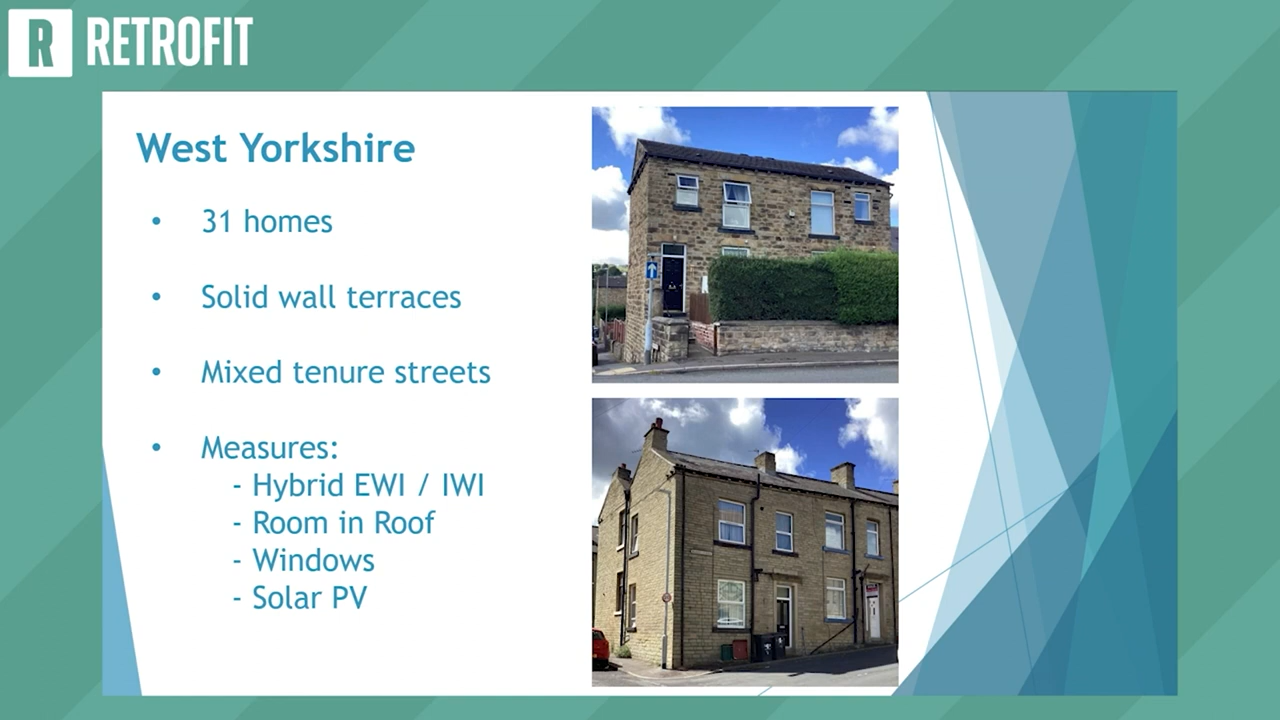 R RETROFIT
West Yorkshire
• 31 homes
• Solid wall terraces
• Mixed tenure streets
• Measures:
- Hybrid EWI / IWI
- Room in Roof
- Windows
- Solar PV